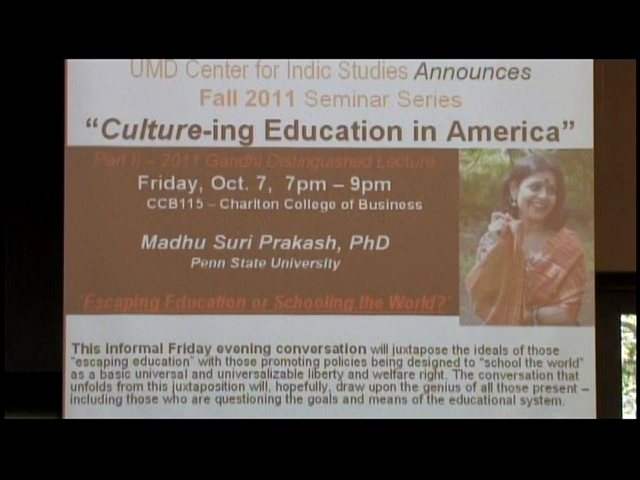 UMD Center for Indic Studies Announces
Fall 2011 Seminar Series
"Culture-ing Education in America"
Part II – 2011 Gandhi Distinguished Lecture
Friday, Oct. 7, 7pm – 9pm
CCB115 – Charlton College of Business
Madhu Suri Prakash, PhD
Penn State University
"Escaping Education or Schooling the World?"
This informal Friday evening conversation will juxtapose the ideals of those
"escaping education" with those promoting policies being designed to "school the world"
as a basic universal and universalizable liberty and welfare right. The conversation that
unfolds from this juxtaposition will, hopefully, draw upon the genius of all those present –
including those who are questioning the goals and means of the educational system.